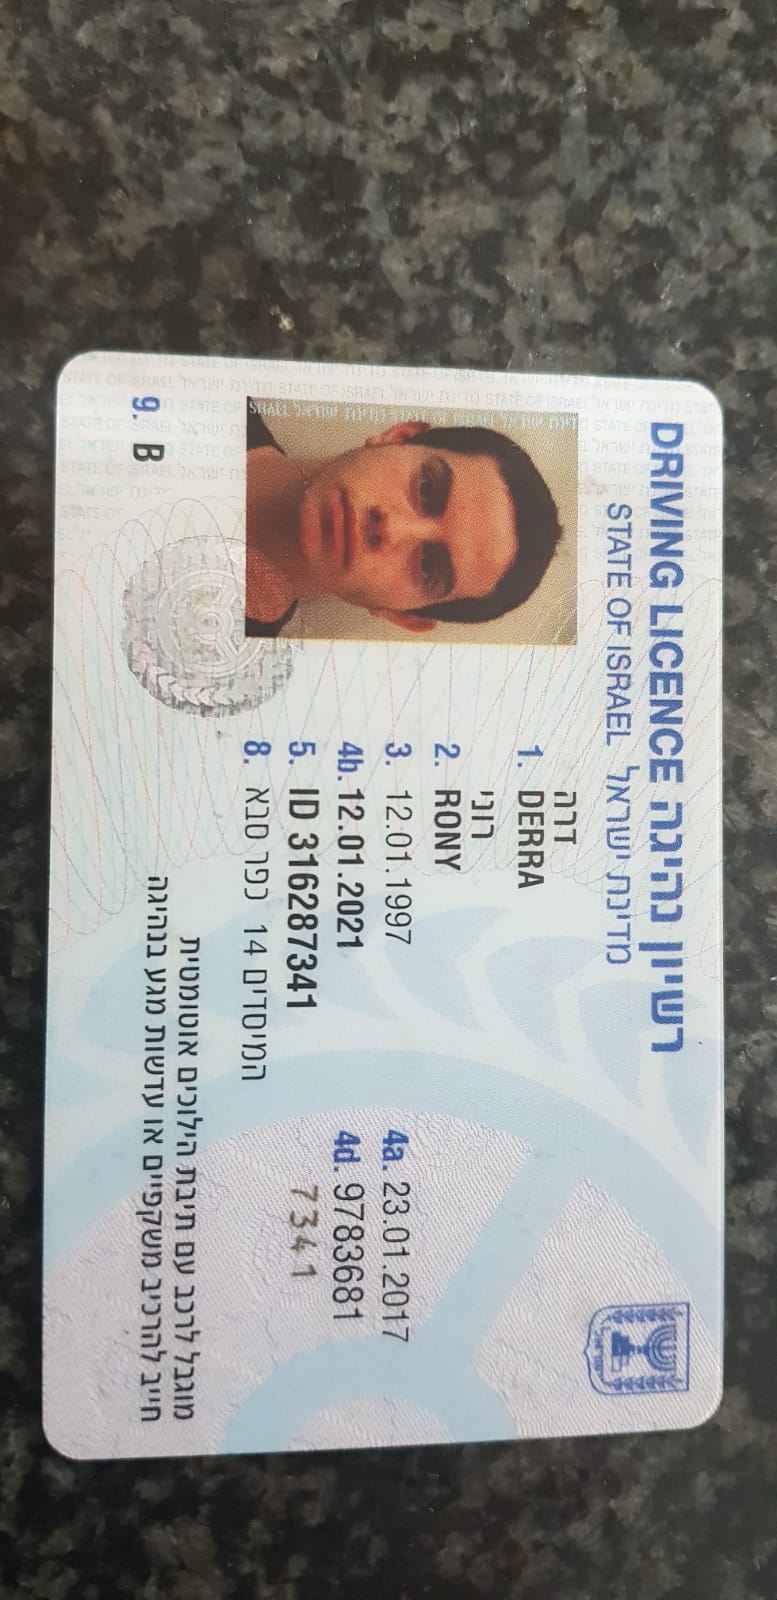 רשיון נהיגה DRIVING LICENCE
מדינת ישראל STATE OF ISRAEL
דרה
1. DERRA
רוני
2. RONY
3. 12.01.1997 4a. 23.01.2017
4b. 12.01.2021 4d. 9783681
5. ID 316287341 7341
8. המיסדים 14 כפר סבא
מוגבל לרכב עם תיבת הילוכים אוטומטית
9. B חייב להרכיב משקפיים או עדשות מגע בנהיגה